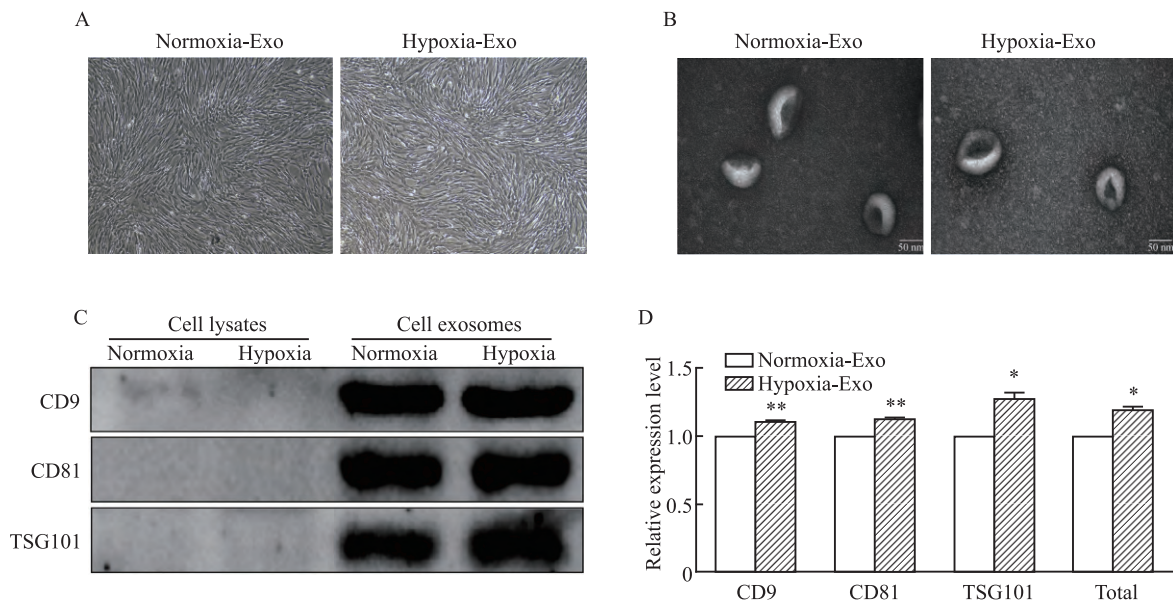 A
Normoxia-Exo Hypoxia-Exo
B
Normoxia-Exo Hypoxia-Exo
50 nm 50 nm
C
Cell lysates Cell exosomes
Normoxia Hypoxia Normoxia Hypoxia
CD9
CD81
TSG101
D
Normoxia-Exo
Hypoxia-Exo
Relative expression level
1.5
1.0
0.5
0
** ** * *
CD9 CD81 TSG101 Total